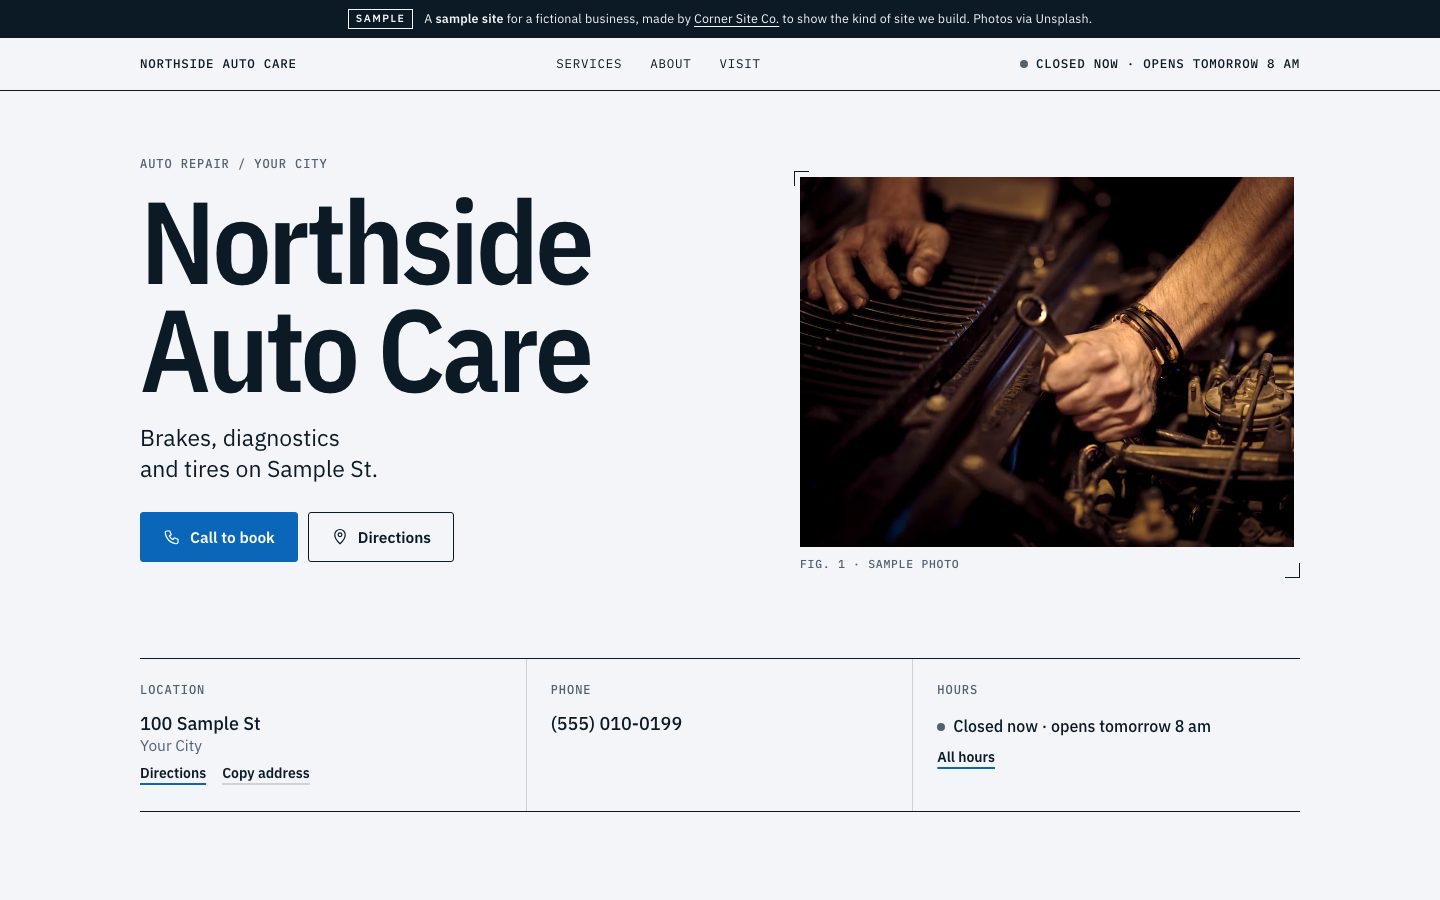 SAMPLE A sample site for a fictional business, made by Corner Site Co. to show the kind of site we build. Photos via Unsplash.
NORTHSIDE AUTO CARE SERVICES ABOUT VISIT CLOSED NOW · OPENS TOMORROW 8 AM
AUTO REPAIR / YOUR CITY
Northside
Auto Care
Brakes, diagnostics
and tires on Sample St.
Call to book Directions
FIG. 1 · SAMPLE PHOTO
LOCATION
100 Sample St
Your City
Directions Copy address
PHONE
(555) 010-0199
HOURS
Closed now · opens tomorrow 8 am
All hours